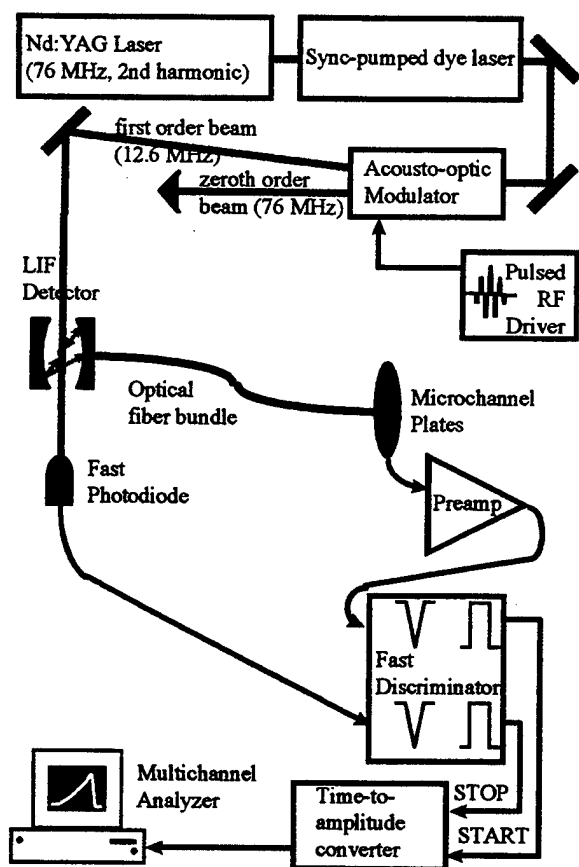 Nd:YAG Laser
(76 MHz, 2nd harmonic)
Sync-pumped dye laser
first order beam
(12.6 MHz)
zeroth order
beam (76 MHz)
Acousto-optic
Modulator
LIF
Detector
Pulsed
RF
Driver
Optical
fiber bundle
Microchannel
Plates
Fast
Photodiode
Preamp
Fast
Discriminator
Multichannel
Analyzer
Time-to-
amplitude
converter
STOP
START